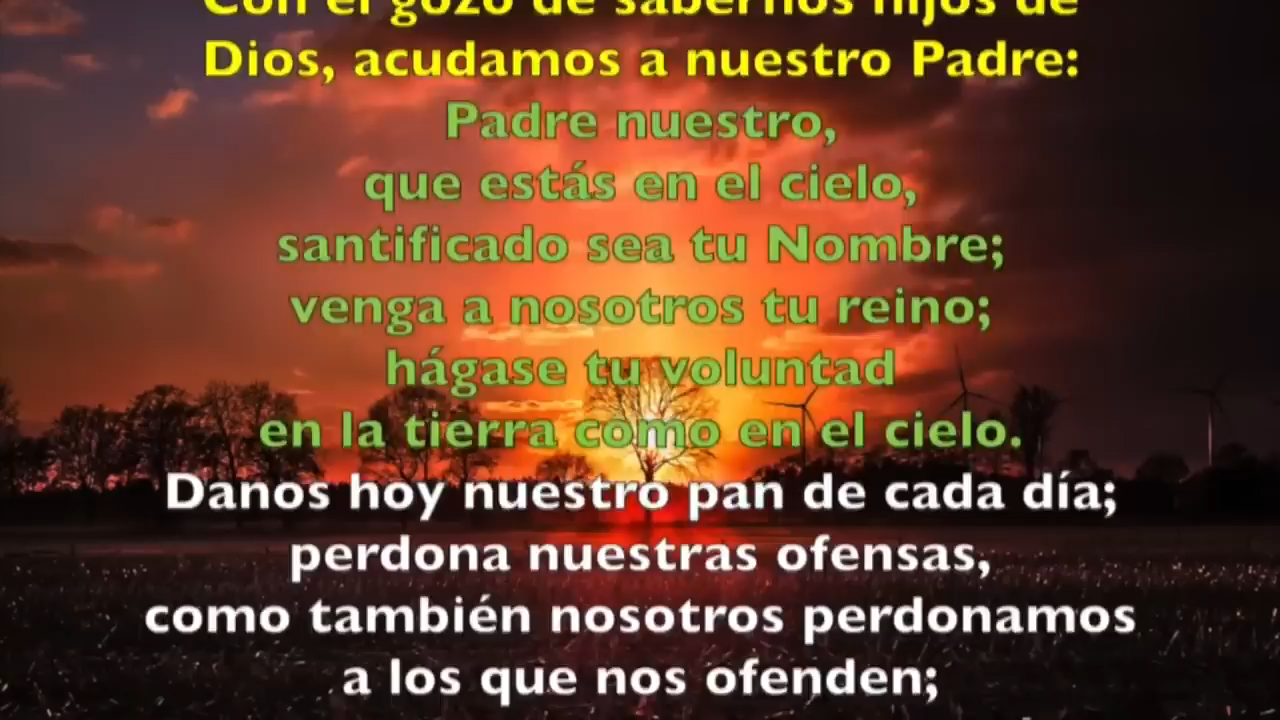 Con el gozo de sabernos hijos de
Dios, acudamos a nuestro Padre:
Padre nuestro,
que estás en el cielo,
santificado sea tu Nombre;
venga a nosotros tu reino;
hágase tu voluntad
en la tierra como en el cielo.
Danos hoy nuestro pan de cada día;
perdona nuestras ofensas,
como también nosotros perdonamos
a los que nos ofenden;